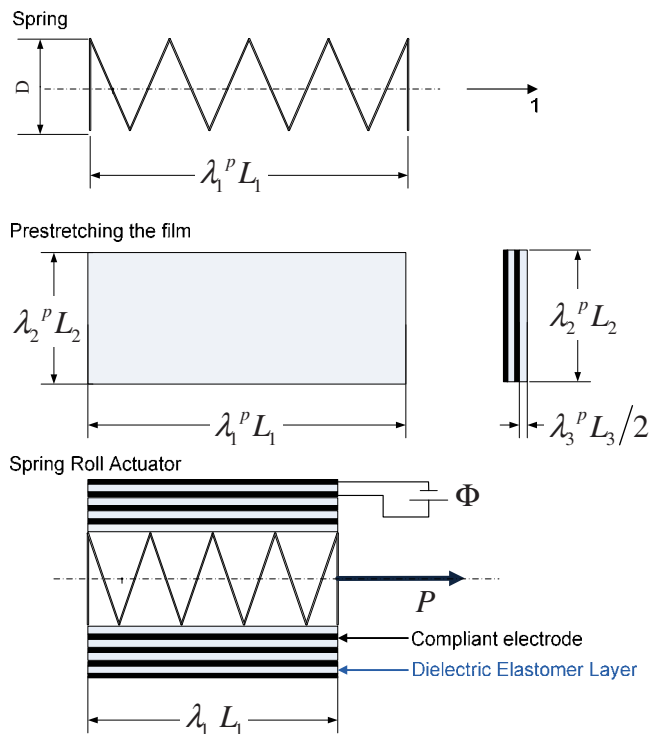 Spring
D
1
λ₁ᵖL₁
Prestretching the film
λ₂ᵖL₂
λ₂ᵖL₂
λ₁ᵖL₁
λ₃ᵖL₃/2
Spring Roll Actuator
Φ
P
Compliant electrode
Dielectric Elastomer Layer
λ₁ L₁